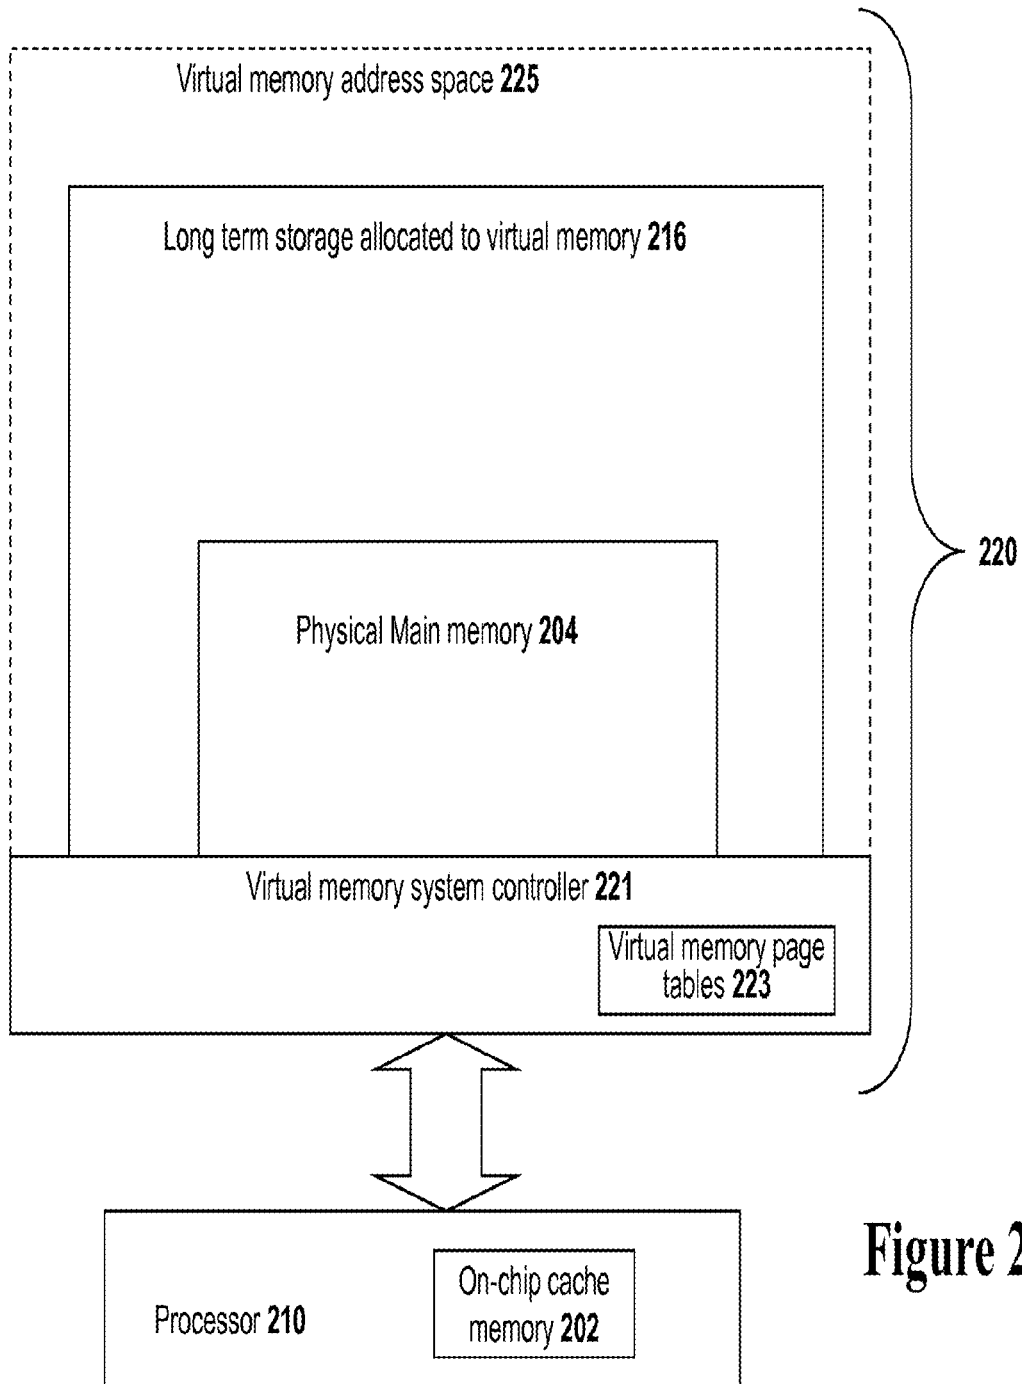 Virtual memory address space 225
Long term storage allocated to virtual memory 216
220
Physical Main memory 204
Virtual memory system controller 221
Virtual memory page
tables 223
Figure 2
On-chip cache
memory 202
Processor 210